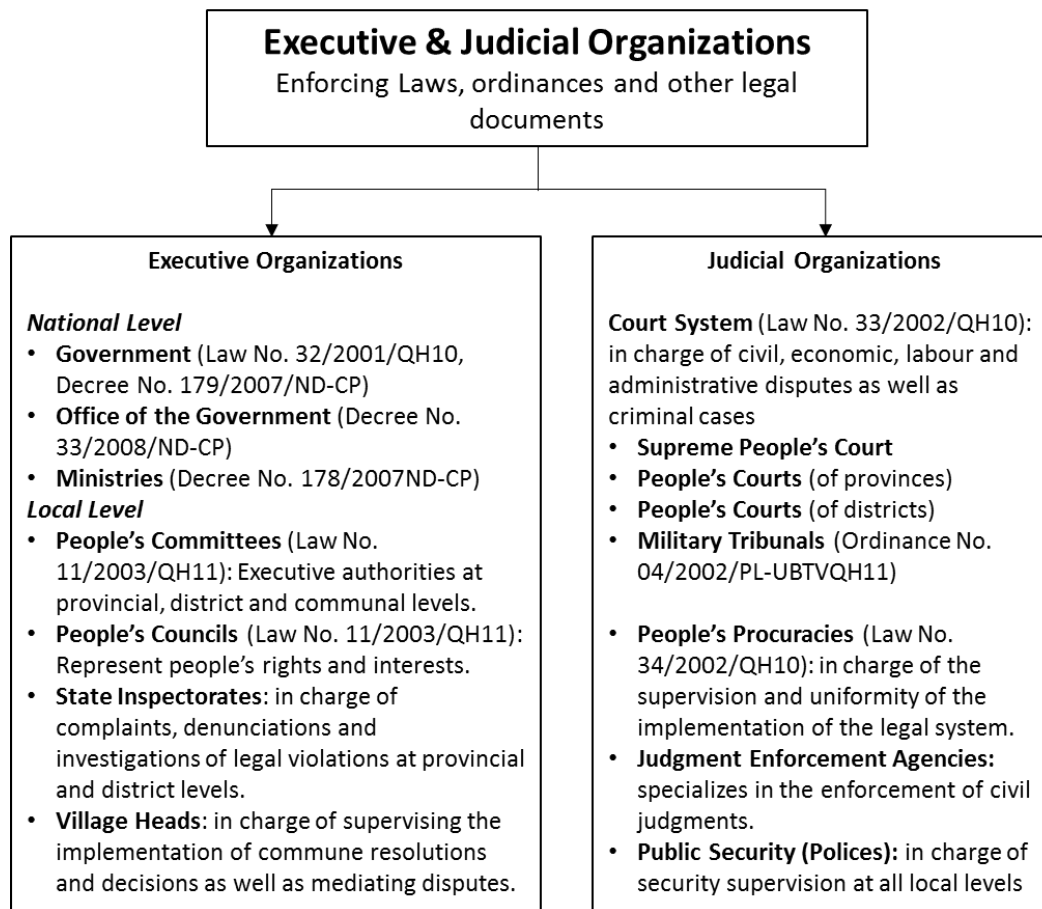 Executive & Judicial Organizations
Enforcing Laws, ordinances and other legal
documents
Executive Organizations
National Level
• Government (Law No. 32/2001/QH10,
Decree No. 179/2007/ND-CP)
• Office of the Government (Decree No.
33/2008/ND-CP)
• Ministries (Decree No. 178/2007ND-CP)
Local Level
• People's Committees (Law No.
11/2003/QH11): Executive authorities at
provincial, district and communal levels.
• People's Councils (Law No. 11/2003/QH11):
Represent people's rights and interests.
• State Inspectorates: in charge of
complaints, denunciations and
investigations of legal violations at provincial
and district levels.
• Village Heads: in charge of supervising the
implementation of commune resolutions
and decisions as well as mediating disputes.
Judicial Organizations
Court System (Law No. 33/2002/QH10):
in charge of civil, economic, labour and
administrative disputes as well as
criminal cases
• Supreme People's Court
• People's Courts (of provinces)
• People's Courts (of districts)
• Military Tribunals (Ordinance No.
04/2002/PL-UBTVQH11)
• People's Procuracies (Law No.
34/2002/QH10): in charge of the
supervision and uniformity of the
implementation of the legal system.
• Judgment Enforcement Agencies:
specializes in the enforcement of civil
judgments.
• Public Security (Polices): in charge of
security supervision at all local levels